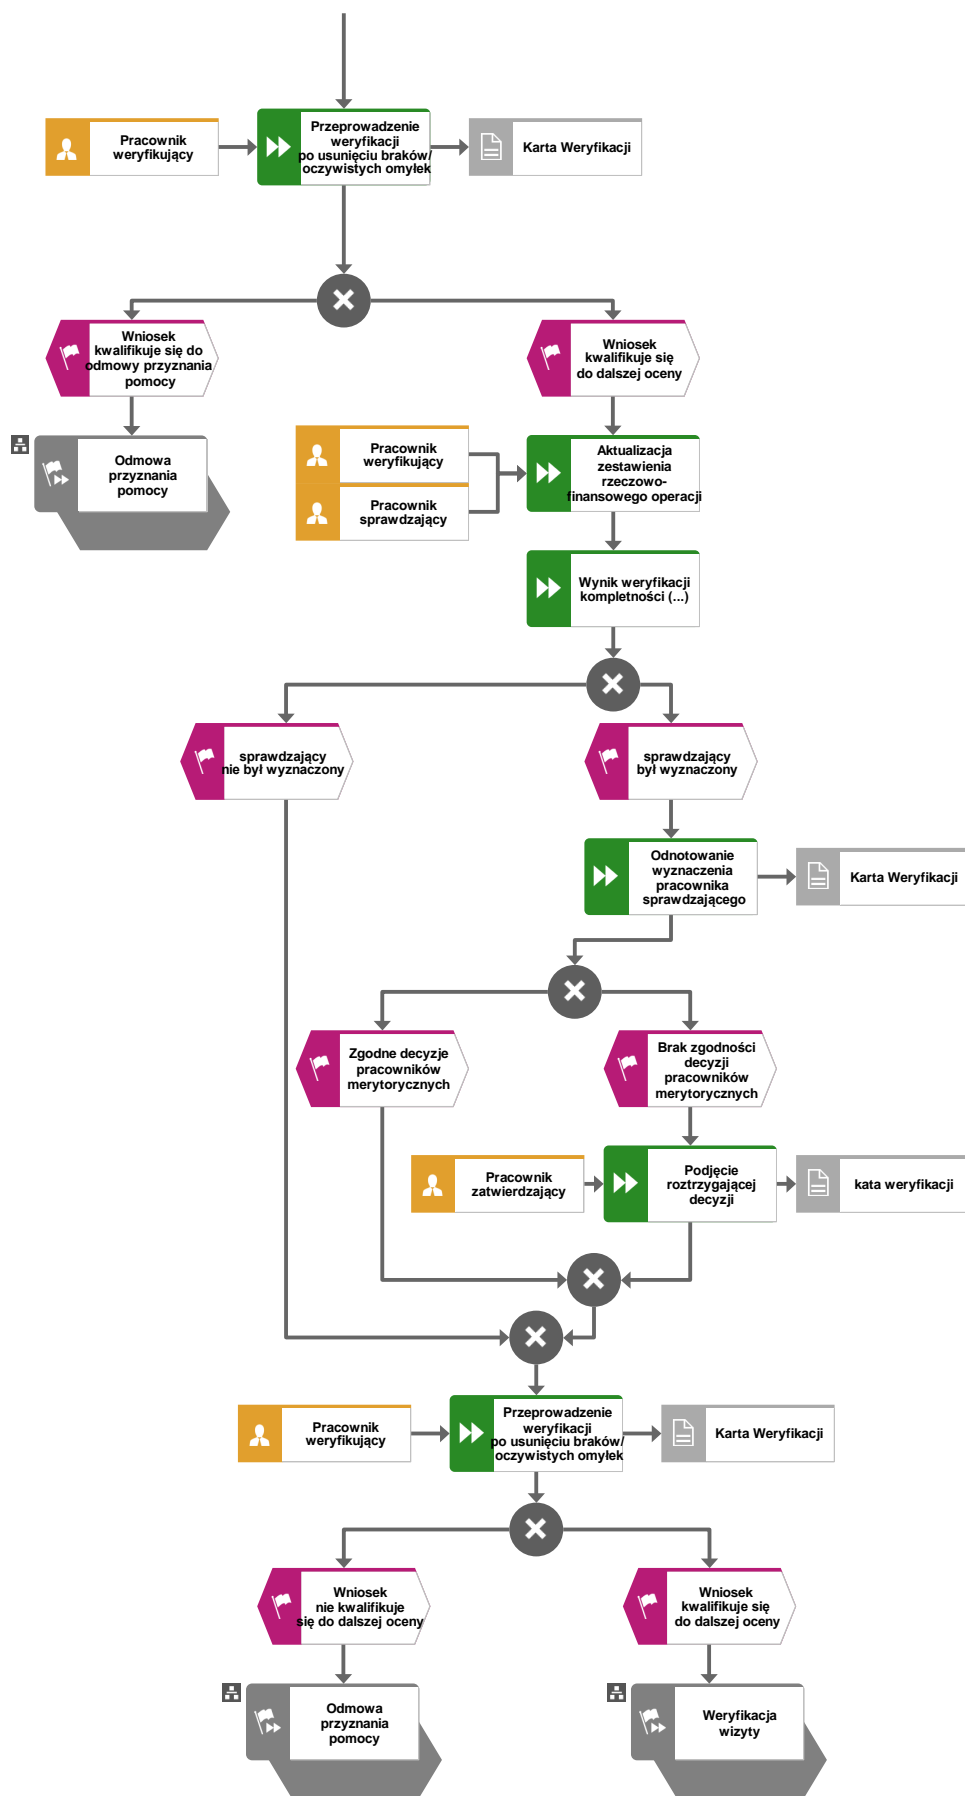 Pracownik
weryfikujący
Przeprowadzenie
weryfikacji
po usunięciu braków/
oczywistych omyłek
Karta Weryfikacji
Wniosek
kwalifikuje się do
odmowy przyznania
pomocy
Wniosek
kwalifikuje się
do dalszej oceny
Odmowa
przyznania
pomocy
Pracownik
weryfikujący
Pracownik
sprawdzający
Aktualizacja
zestawienia
rzeczowo-
finansowego operacji
Wynik weryfikacji
kompletności (...)
sprawdzający
nie był wyznaczony
sprawdzający
był wyznaczony
Odnotowanie
wyznaczenia
pracownika
sprawdzającego
Karta Weryfikacji
Zgodne decyzje
pracowników
merytorycznych
Brak zgodności
decyzji
pracowników
merytorycznych
Pracownik
zatwierdzający
Podjęcie
roztrzygającej
decyzji
kata weryfikacji
Pracownik
weryfikujący
Przeprowadzenie
weryfikacji
po usunięciu braków/
oczywistych omyłek
Karta Weryfikacji
Wniosek
nie kwalifikuje
się do dalszej oceny
Wniosek
kwalifikuje się
do dalszej oceny
Odmowa
przyznania
pomocy
Weryfikacja
wizyty